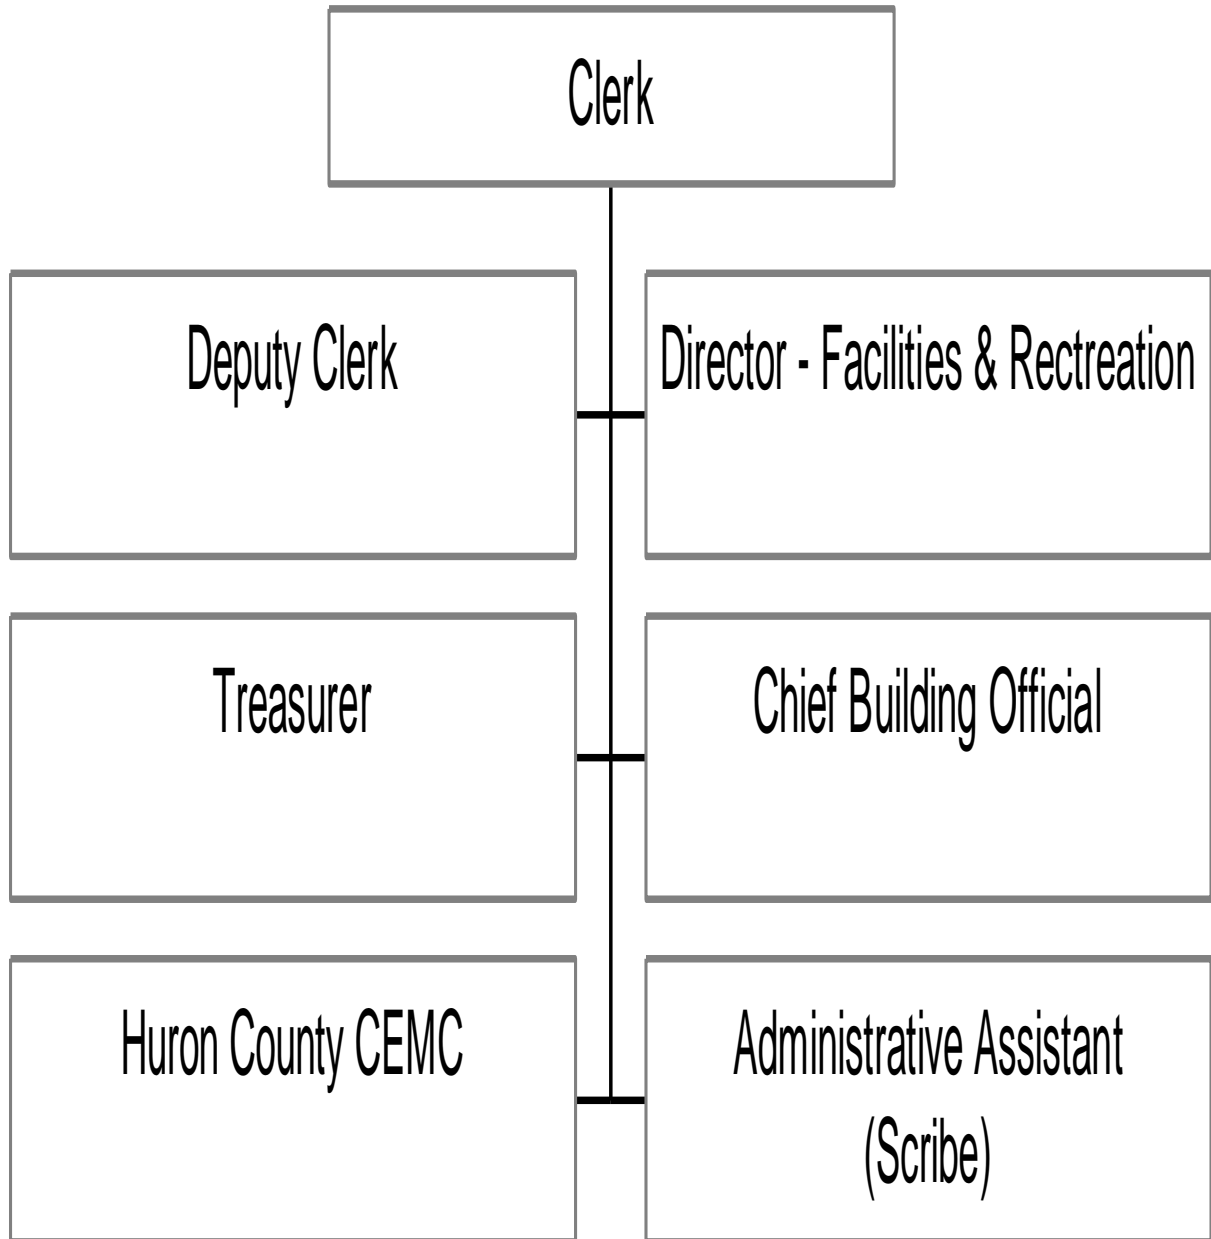 Clerk
Deputy Clerk
Director - Facilities & Rectreation
Treasurer
Chief Building Official
Huron County CEMC
Administrative Assistant
(Scribe)